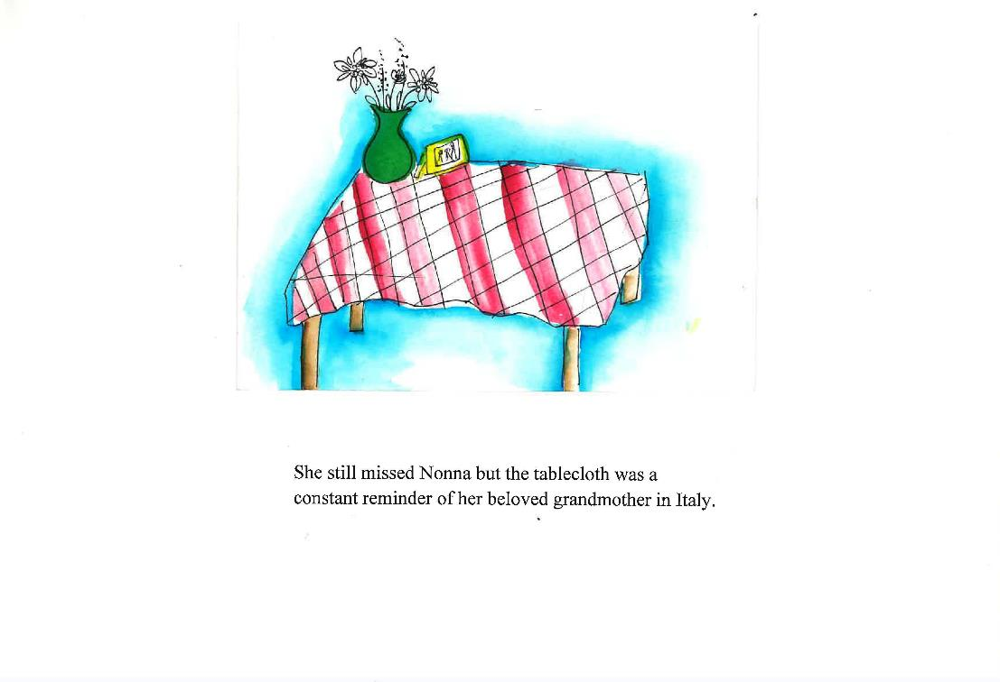 She still missed Nonna but the tablecloth was a
constant reminder of her beloved grandmother in Italy.